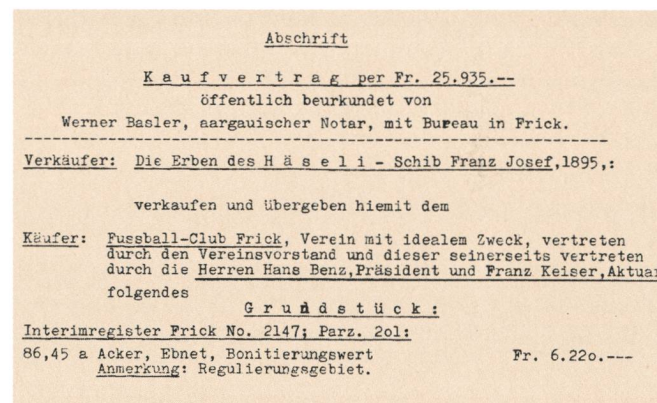 Abschrift
K a u f v e r t r a g per Fr. 25.935.--
öffentlich beurkundet von
Werner Basler, aargauischer Notar, mit Bureau in Frick.
Verkäufer: Die Erben des H ä s e l i - Schib Franz Josef,1895,:
verkaufen und übergeben hiemit dem
Käufer: Fussball-Club Frick, Verein mit idealem Zweck, vertreten
durch den Vereinsvorstand und dieser seinerseits vertreten
durch die Herren Hans Benz,Präsident und Franz Keiser,Aktuar
folgendes
G r u n d s t ü c k :
Interimregister Frick No. 2147; Parz. 2o1:
86,45 a Acker, Ebnet, Bonitierungswert Fr. 6.22o.---
Anmerkung: Regulierungsgebiet.